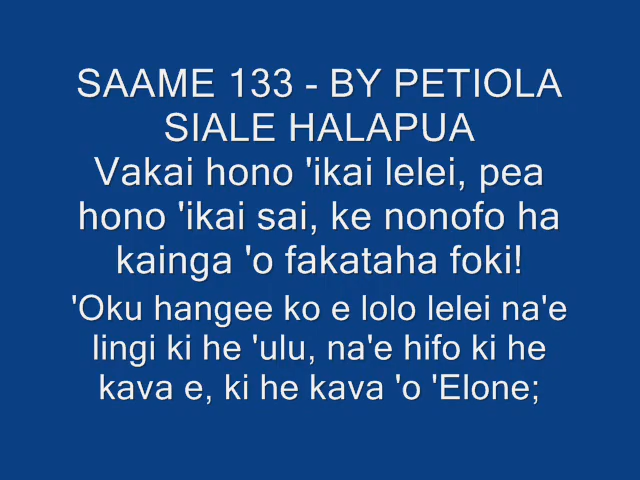 SAAME 133 - BY PETIOLA
SIALE HALAPUA
Vakai hono 'ikai lelei, pea
hono 'ikai sai, ke nonofo ha
kainga 'o fakataha foki!
'Oku hangee ko e lolo lelei na'e
lingi ki he 'ulu, na'e hifo ki he
kava e, ki he kava 'o 'Elone;